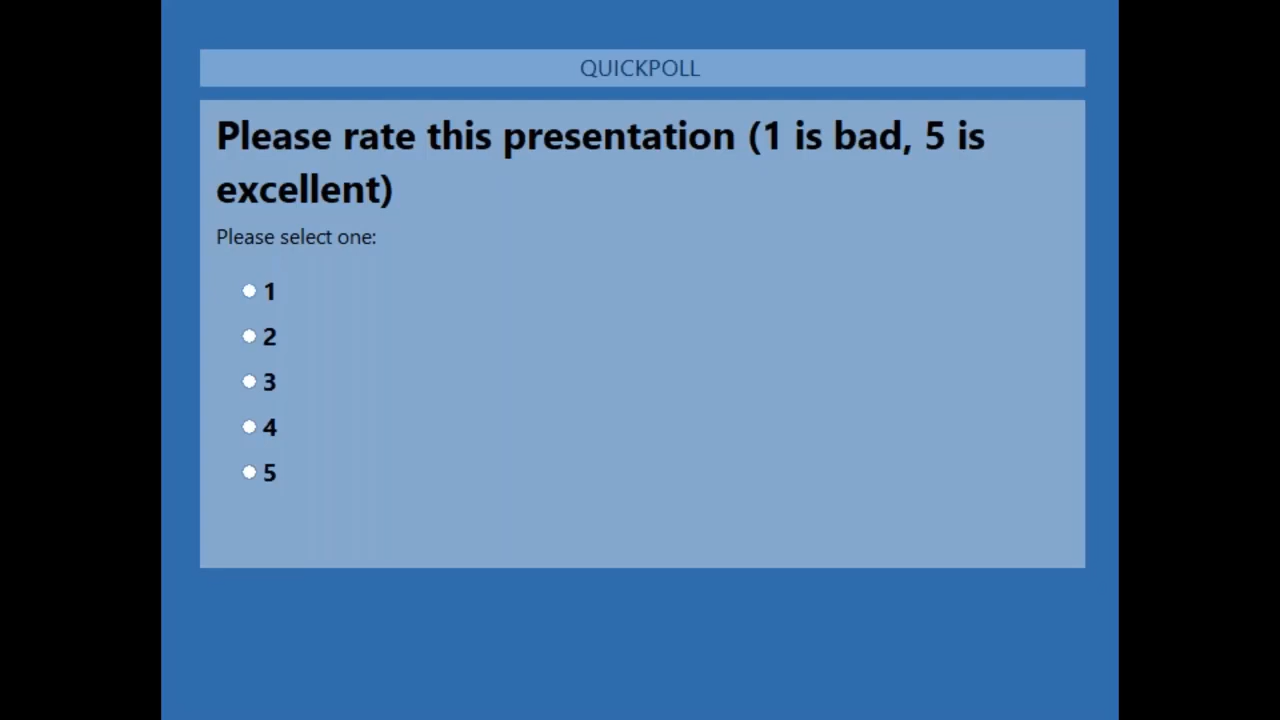 QUICKPOLL
Please rate this presentation (1 is bad, 5 is
excellent)
Please select one:
1
2
3
4
5